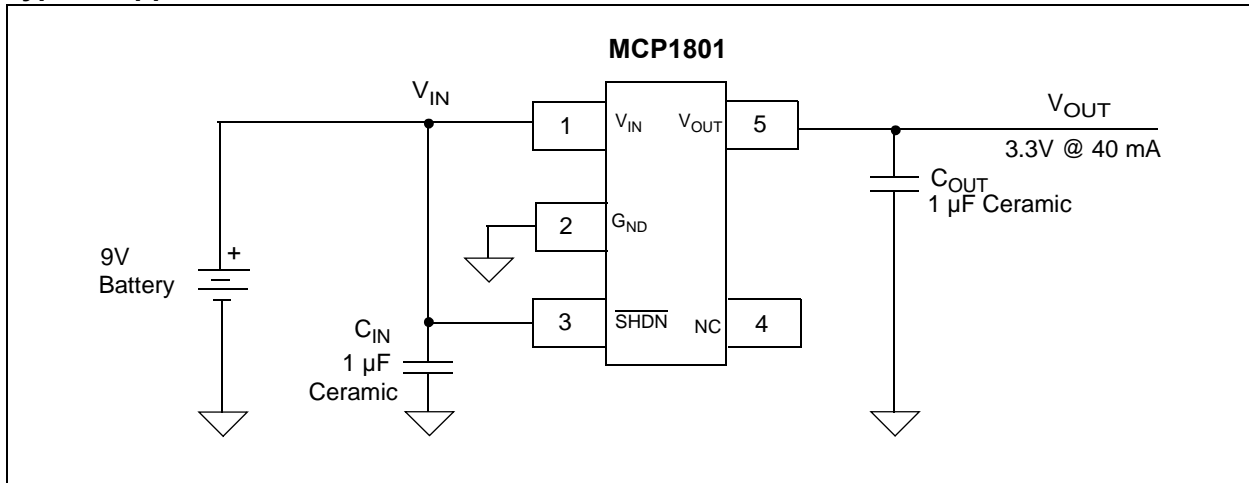 MCP1801
VIN
1
VIN
VOUT
5
VOUT
3.3V @ 40 mA
COUT
1 µF Ceramic
2
GND
9V
Battery
+
3
SHDN
NC
4
CIN
1 µF
Ceramic